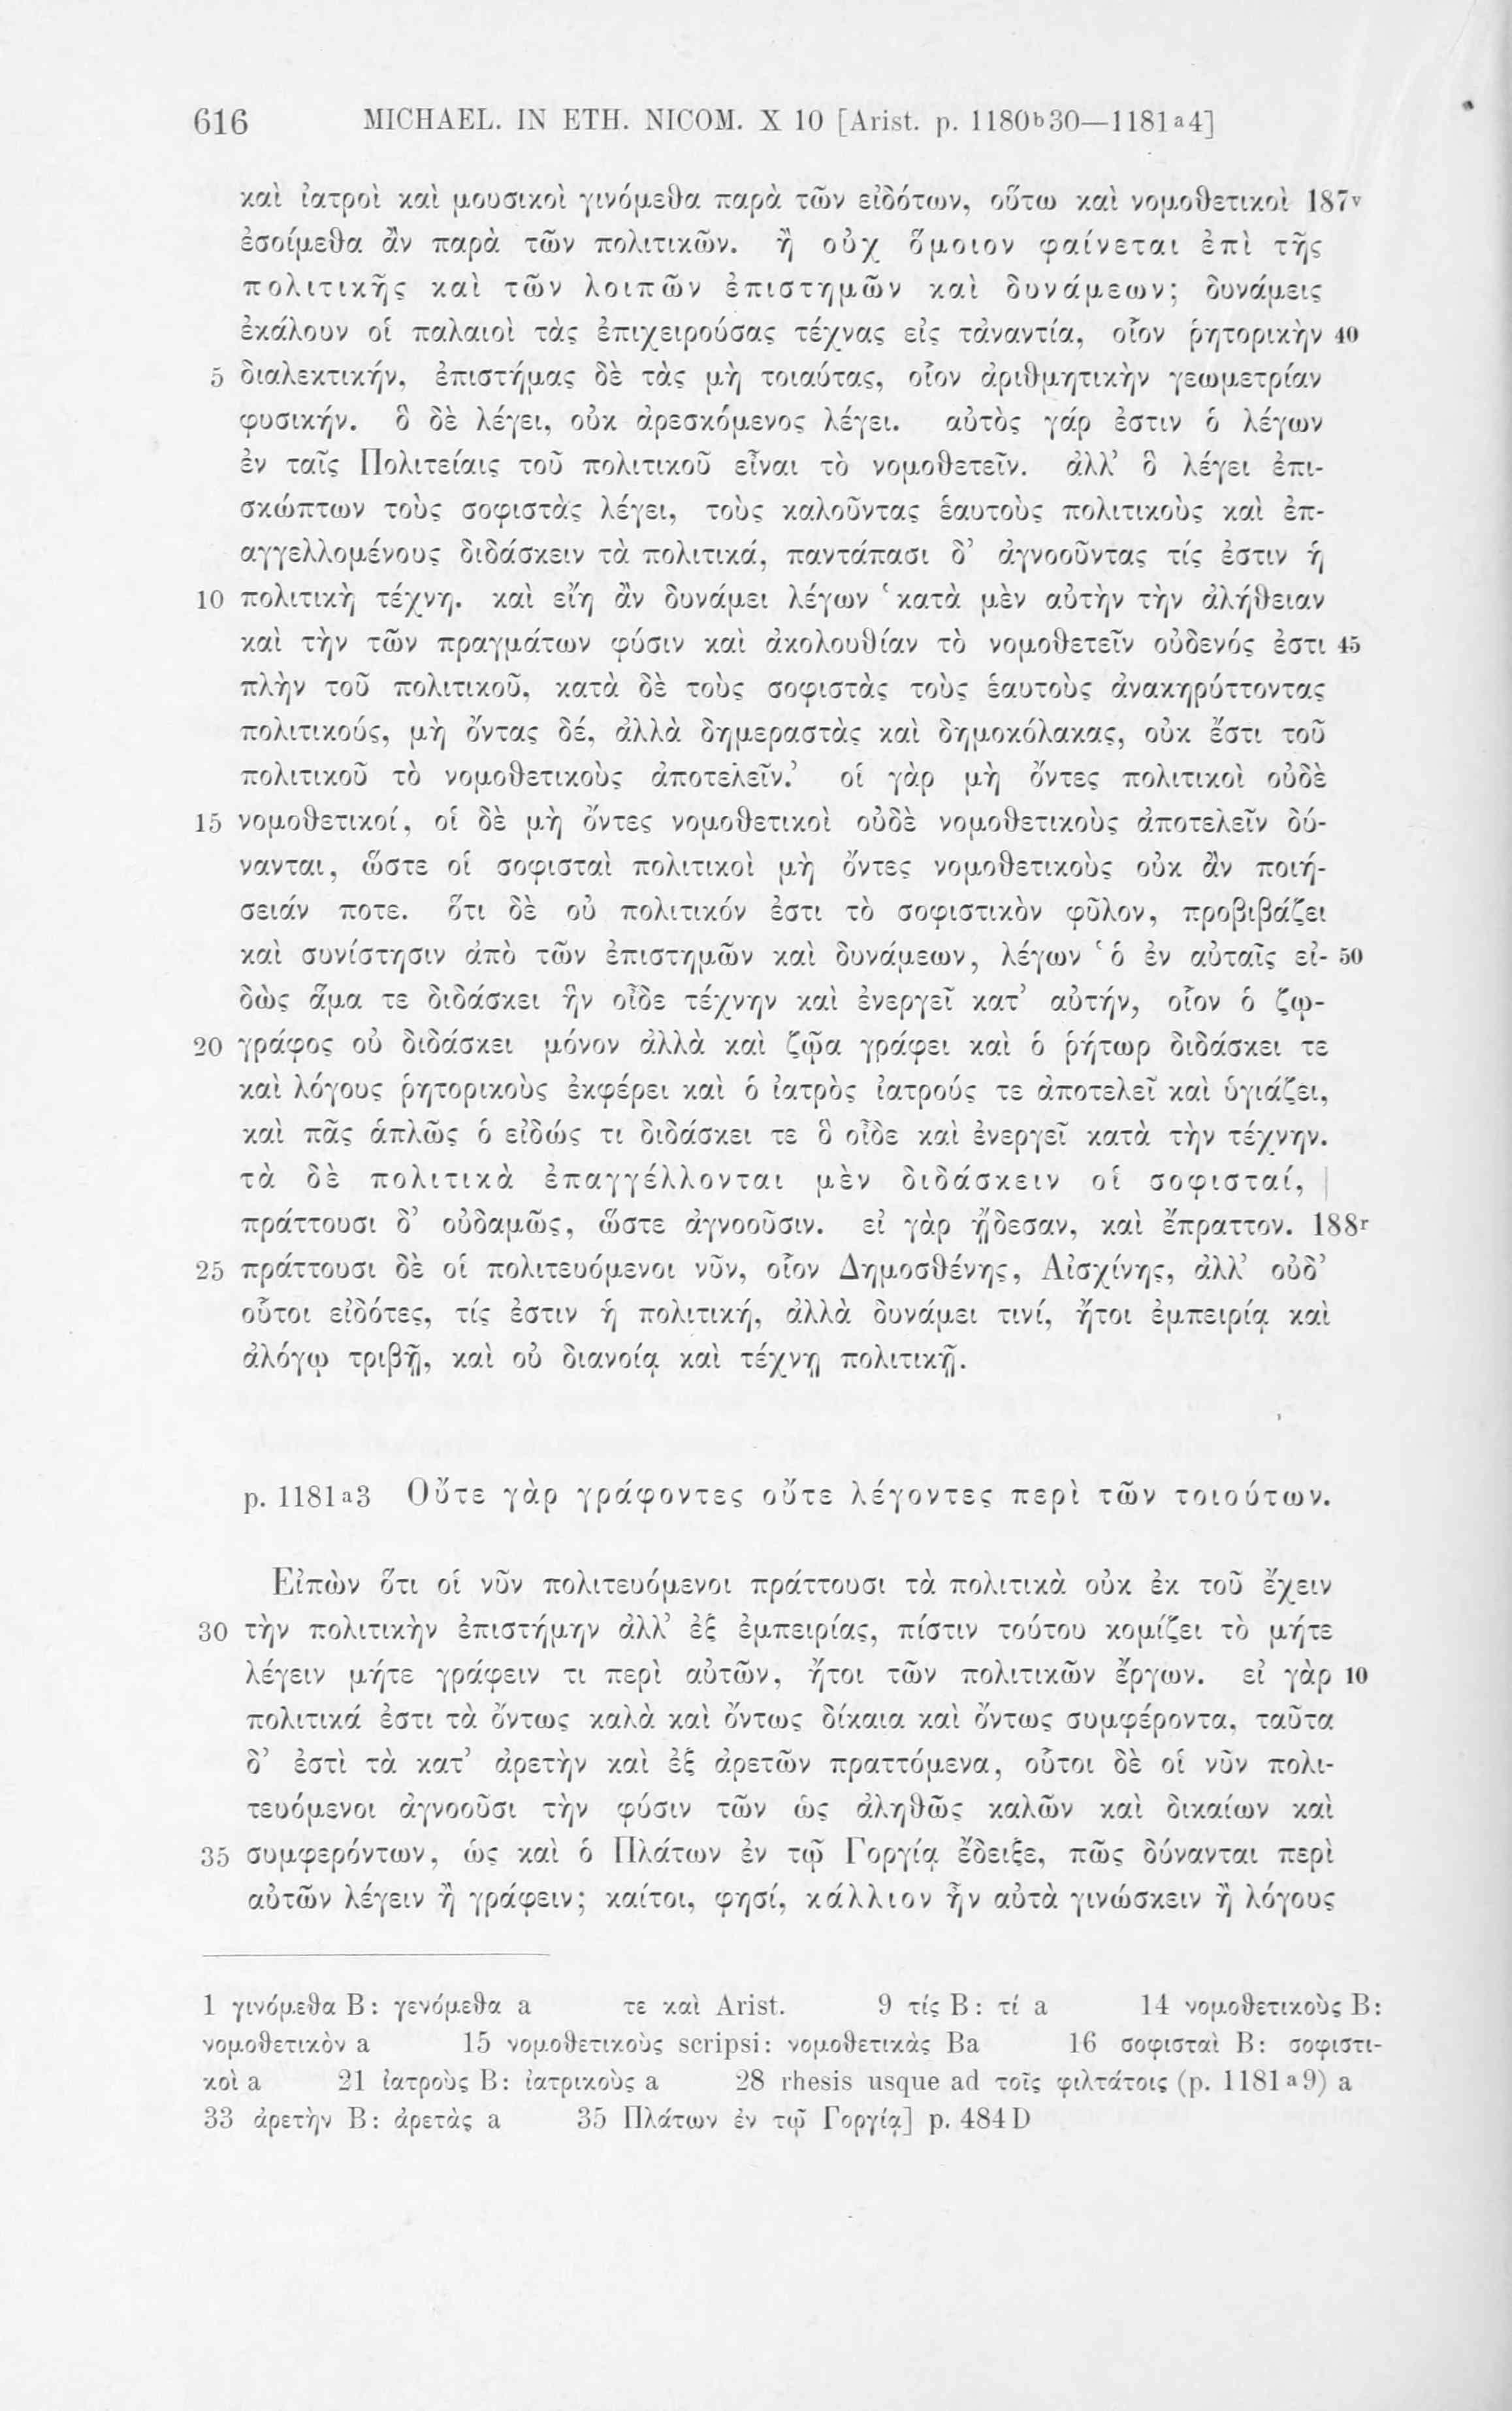 616 MICHAEL. IN ETH. NICOM. X 10 [Arist. p. 1180b30—1181a4]
καὶ ἰατροὶ καὶ μουσικοὶ γινόμεθα παρὰ τῶν εἰδότων, οὕτω καὶ νομοθετικοὶ 187v
ἐσοίμεθα ἂν παρὰ τῶν πολιτικῶν. ἢ οὐχ ὅμοιον φαίνεται ἐπὶ τῆς
πολιτικῆς καὶ τῶν λοιπῶν ἐπιστημῶν καὶ δυνάμεων; δυνάμεις
ἐκάλουν οἱ παλαιοὶ τὰς ἐπιχειρούσας τέχνας εἰς τἀναντία, οἷον ῥητορικὴν 40
5 διαλεκτικήν, ἐπιστήμας δὲ τὰς μὴ τοιαύτας, οἷον ἀριθμητικὴν γεωμετρίαν
φυσικήν. ὃ δὲ λέγει, οὐκ ἀρεσκόμενος λέγει. αὐτὸς γάρ ἐστιν ὁ λέγων
ἐν ταῖς Πολιτείαις τοῦ πολιτικοῦ εἶναι τὸ νομοθετεῖν. ἀλλ’ ὃ λέγει ἐπι-
σκώπτων τοὺς σοφιστὰς λέγει, τοὺς καλοῦντας ἑαυτοὺς πολιτικοὺς καὶ ἐπ-
αγγελλομένους διδάσκειν τὰ πολιτικά, παντάπασι δ’ ἀγνοοῦντας τίς ἐστιν ἡ
10 πολιτικὴ τέχνη. καὶ εἴη ἂν δυνάμει λέγων ‘κατὰ μὲν αὐτὴν τὴν ἀλήθειαν
καὶ τὴν τῶν πραγμάτων φύσιν καὶ ἀκολουθίαν τὸ νομοθετεῖν οὐδενός ἐστι 45
πλὴν τοῦ πολιτικοῦ, κατὰ δὲ τοὺς σοφιστὰς τοὺς ἑαυτοὺς ἀνακηρύττοντας
πολιτικούς, μὴ ὄντας δέ, ἀλλὰ δημεραστὰς καὶ δημοκόλακας, οὐκ ἔστι τοῦ
πολιτικοῦ τὸ νομοθετικοὺς ἀποτελεῖν.’ οἱ γὰρ μὴ ὄντες πολιτικοὶ οὐδὲ
15 νομοθετικοί, οἱ δὲ μὴ ὄντες νομοθετικοὶ οὐδὲ νομοθετικοὺς ἀποτελεῖν δύ-
νανται, ὥστε οἱ σοφισταὶ πολιτικοὶ μὴ ὄντες νομοθετικοὺς οὐκ ἂν ποιή-
σειάν ποτε. ὅτι δὲ οὐ πολιτικόν ἐστι τὸ σοφιστικὸν φῦλον, προβιβάζει
καὶ συνίστησιν ἀπὸ τῶν ἐπιστημῶν καὶ δυνάμεων, λέγων ‘ὁ ἐν αὐταῖς εἰ- 50
δὼς ἅμα τε διδάσκει ἣν οἶδε τέχνην καὶ ἐνεργεῖ κατ’ αὐτήν, οἷον ὁ ζῳ-
20 γράφος οὐ διδάσκει μόνον ἀλλὰ καὶ ζῷα γράφει καὶ ὁ ῥήτωρ διδάσκει τε
καὶ λόγους ῥητορικοὺς ἐκφέρει καὶ ὁ ἰατρὸς ἰατρούς τε ἀποτελεῖ καὶ ὑγιάζει,
καὶ πᾶς ἁπλῶς ὁ εἰδώς τι διδάσκει τε ὃ οἶδε καὶ ἐνεργεῖ κατὰ τὴν τέχνην.
τὰ δὲ πολιτικὰ ἐπαγγέλλονται μὲν διδάσκειν οἱ σοφισταί, |
πράττουσι δ’ οὐδαμῶς, ὥστε ἀγνοοῦσιν. εἰ γὰρ ᾔδεσαν, καὶ ἔπραττον. 188r
25 πράττουσι δὲ οἱ πολιτευόμενοι νῦν, οἷον Δημοσθένης, Αἰσχίνης, ἀλλ’ οὐδ’
οὗτοι εἰδότες, τίς ἐστιν ἡ πολιτική, ἀλλὰ δυνάμει τινί, ἤτοι ἐμπειρίᾳ καὶ
ἀλόγῳ τριβῇ, καὶ οὐ διανοίᾳ καὶ τέχνῃ πολιτικῇ.
p. 1181a3 Οὔτε γὰρ γράφοντες οὔτε λέγοντες περὶ τῶν τοιούτων.
Εἰπὼν ὅτι οἱ νῦν πολιτευόμενοι πράττουσι τὰ πολιτικὰ οὐκ ἐκ τοῦ ἔχειν
30 τὴν πολιτικὴν ἐπιστήμην ἀλλ’ ἐξ ἐμπειρίας, πίστιν τούτου κομίζει τὸ μήτε
λέγειν μήτε γράφειν τι περὶ αὐτῶν, ἤτοι τῶν πολιτικῶν ἔργων. εἰ γὰρ 10
πολιτικά ἐστι τὰ ὄντως καλὰ καὶ ὄντως δίκαια καὶ ὄντως συμφέροντα, ταῦτα
δ’ ἐστὶ τὰ κατ’ ἀρετὴν καὶ ἐξ ἀρετῶν πραττόμενα, οὗτοι δὲ οἱ νῦν πολι-
τευόμενοι ἀγνοοῦσι τὴν φύσιν τῶν ὡς ἀληθῶς καλῶν καὶ δικαίων καὶ
35 συμφερόντων, ὡς καὶ ὁ Πλάτων ἐν τῷ Γοργίᾳ ἔδειξε, πῶς δύνανται περὶ
αὐτῶν λέγειν ἢ γράφειν; καίτοι, φησί, κάλλιον ἦν αὐτὰ γινώσκειν ἢ λόγους
1 γινόμεθα B: γενόμεθα a τε καὶ Arist. 9 τίς B: τί a 14 νομοθετικοὺς B:
νομοθετικὸν a 15 νομοθετικοὺς scripsi: νομοθετικὰς Ba 16 σοφισταὶ B: σοφιστι-
κοὶ a 21 ἰατροὺς B: ἰατρικοὺς a 28 rhesis usque ad τοῖς φιλτάτοις (p. 1181a9) a
33 ἀρετὴν B: ἀρετὰς a 35 Πλάτων ἐν τῷ Γοργίᾳ] p. 484D